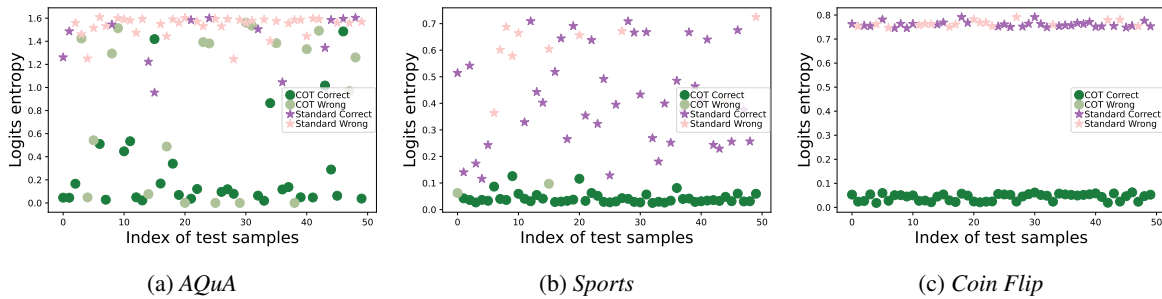 Logits entropy
1.6
1.4
1.2
1.0
0.8
0.6
0.4
0.2
0.0
0 10 20 30 40 50
Index of test samples
COT Correct
COT Wrong
Standard Correct
Standard Wrong
(a) AQuA
Logits entropy
0.7
0.6
0.5
0.4
0.3
0.2
0.1
0.0
0 10 20 30 40 50
Index of test samples
COT Correct
COT Wrong
Standard Correct
Standard Wrong
(b) Sports
Logits entropy
0.8
0.7
0.6
0.5
0.4
0.3
0.2
0.1
0.0
0 10 20 30 40 50
Index of test samples
COT Correct
COT Wrong
Standard Correct
Standard Wrong
(c) Coin Flip